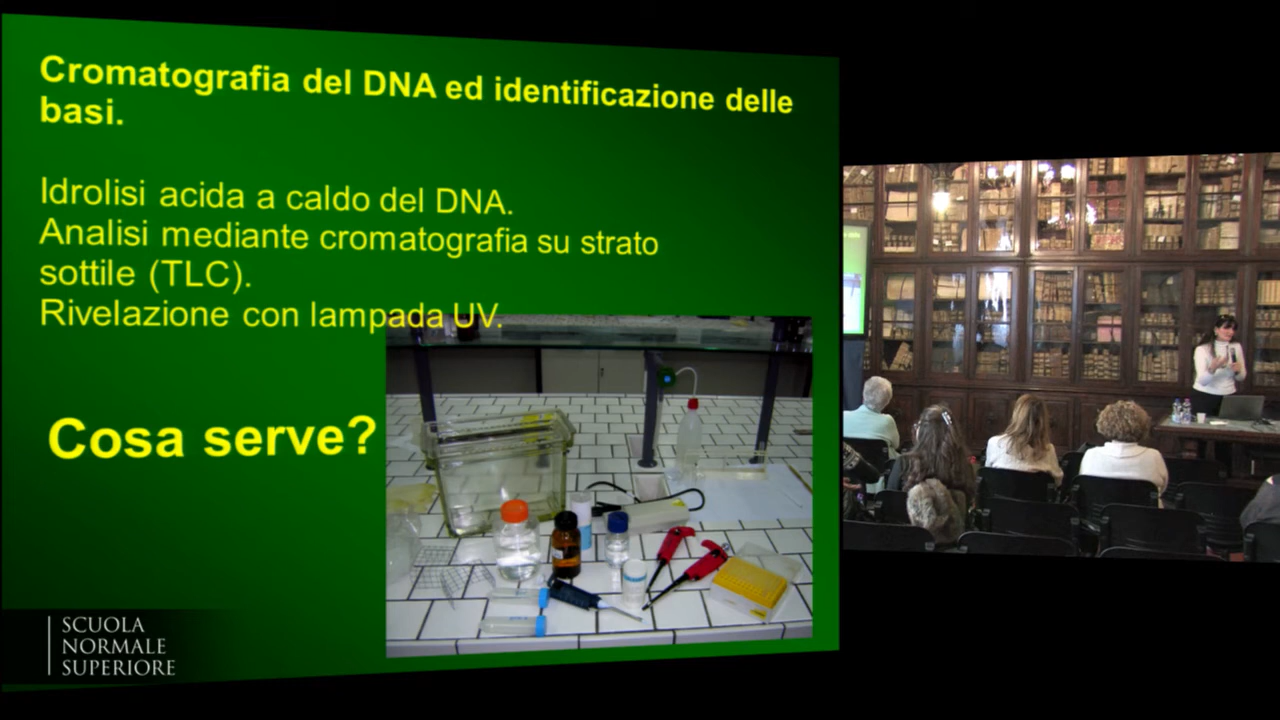 Cromatografia del DNA ed identificazione delle
basi.
Idrolisi acida a caldo del DNA.
Analisi mediante cromatografia su strato
sottile (TLC).
Rivelazione con lampada UV.
Cosa serve?
SCUOLA
NORMALE
SUPERIORE